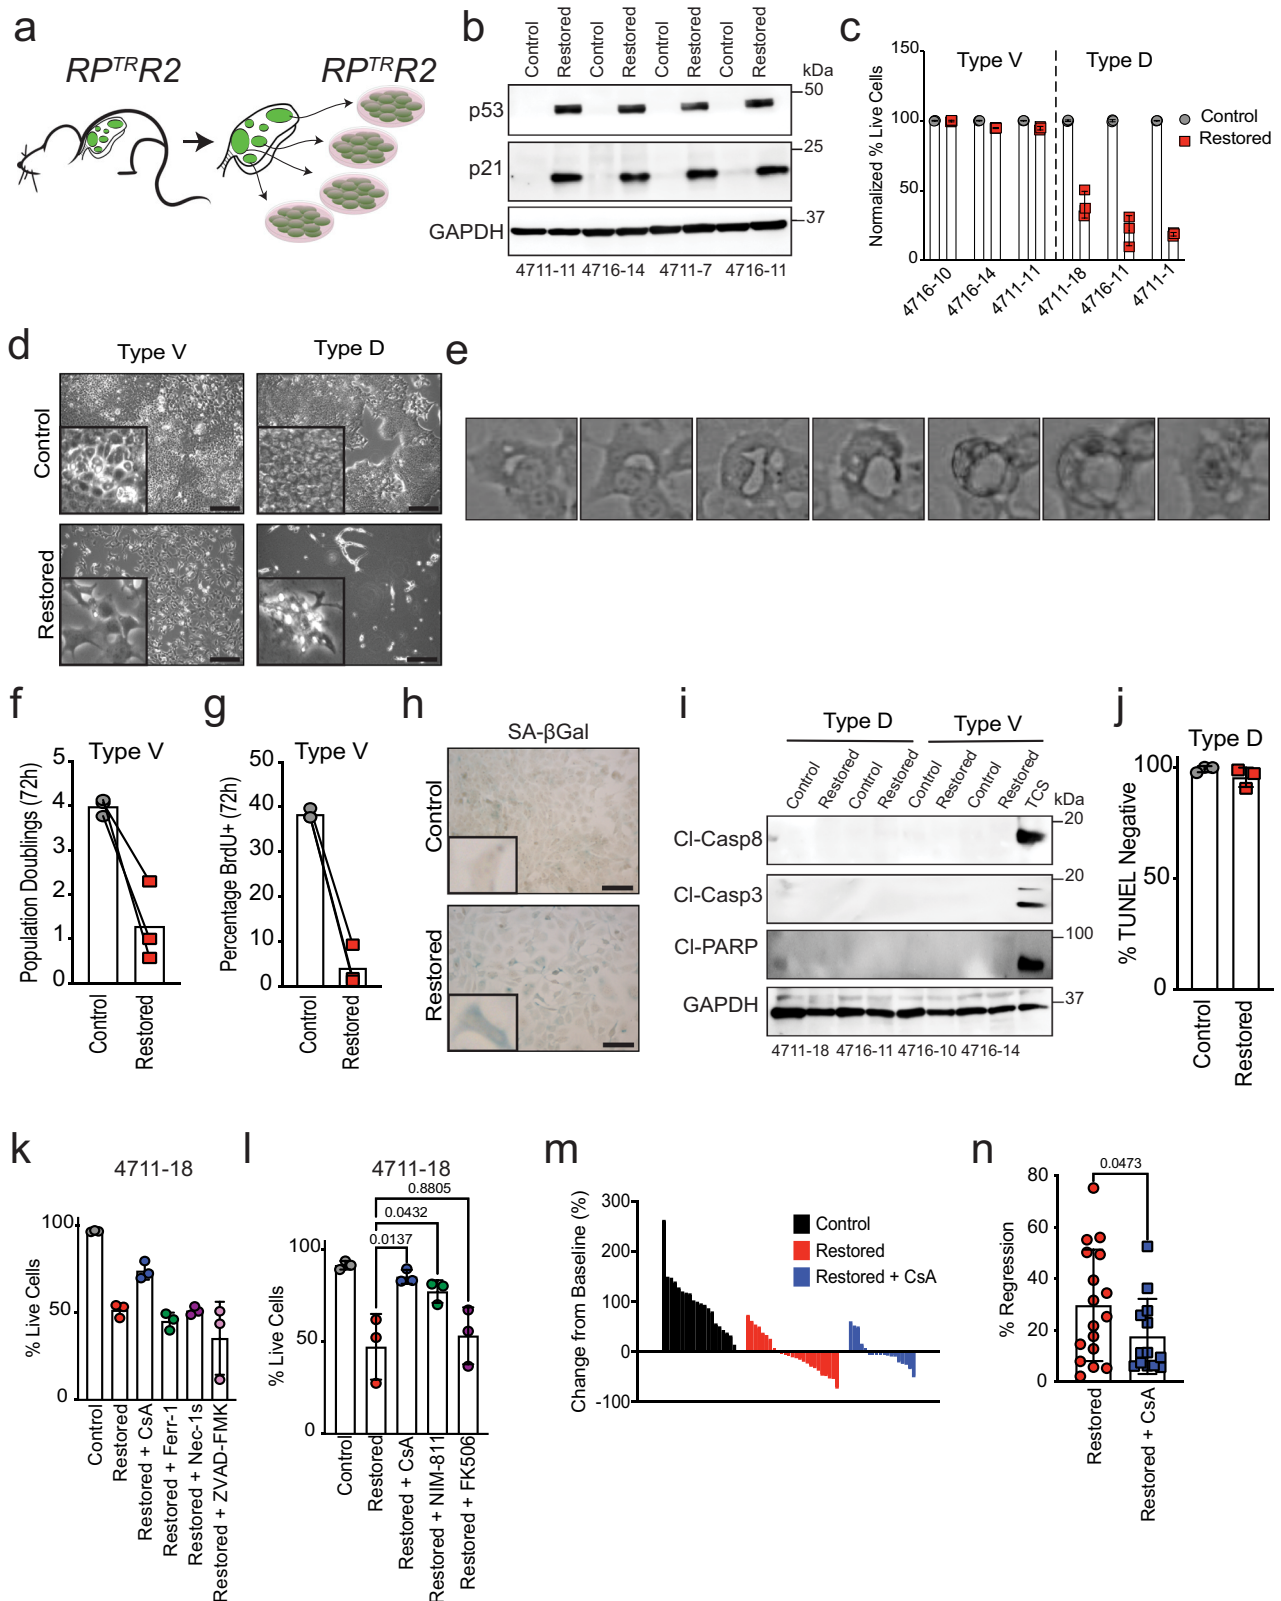 a
RP^TR R2
RP^TR R2
b
Control
Restored
Control
Restored
Control
Restored
Control
Restored
kDa
p53
50
p21
25
GAPDH
37
4711-11 4716-14 4711-7 4716-11
c
Type V Type D
Normalized % Live Cells
150
100
50
0
Control
Restored
4716-10
4716-14
4711-11
4711-18
4716-11
4711-1
d
Type V Type D
Control
Restored
e
f
Type V
Population Doublings (72h)
5
4
3
2
1
0
Control
Restored
g
Type V
Percentage BrdU+ (72h)
50
40
30
20
10
0
Control
Restored
h
SA-βGal
Control
Restored
i
Type D Type V
Control
Restored
Control
Restored
Control
Restored
Control
Restored
TCS
kDa
Cl-Casp8
20
Cl-Casp3
20
Cl-PARP
100
GAPDH
37
4711-18 4716-11 4716-10 4716-14
j
Type D
% TUNEL Negative
100
50
0
Control
Restored
k
4711-18
% Live Cells
100
50
0
Control
Restored
Restored + CsA
Restored + Ferr-1
Restored + Nec-1s
Restored + ZVAD-FMK
l
4711-18
0.8805
0.0432
0.0137
% Live Cells
100
50
0
Control
Restored
Restored + CsA
Restored + NIM-811
Restored + FK506
m
Change from Baseline (%)
300
200
100
0
-100
Control
Restored
Restored + CsA
n
0.0473
% Regression
80
60
40
20
0
Restored
Restored + CsA